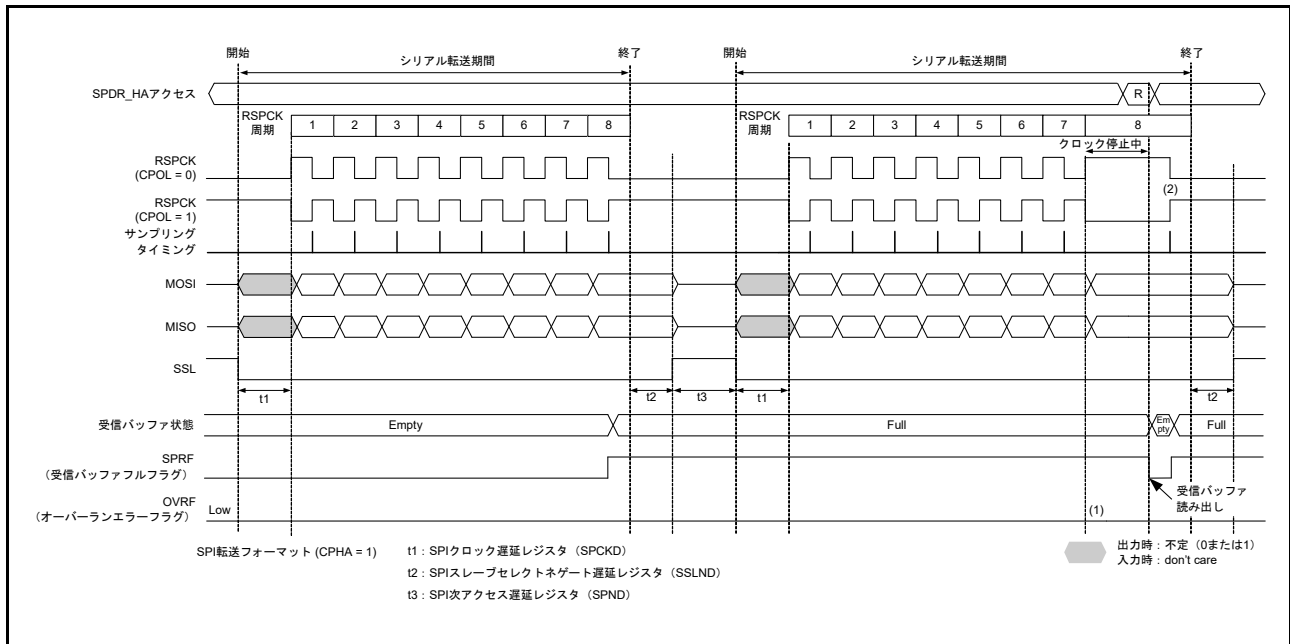 開始 終了 開始 終了
シリアル転送期間 シリアル転送期間
SPDR_HAアクセス R
RSPCK
周期 1 2 3 4 5 6 7 8
RSPCK
周期 1 2 3 4 5 6 7 8
クロック停止中
RSPCK
(CPOL = 0)
(2)
RSPCK
(CPOL = 1)
サンプリング
タイミング
MOSI
MISO
SSL
t1 t2 t3 t1 t2
受信バッファ状態 Empty Full Em
pty Full
SPRF
(受信バッファフルフラグ)
受信バッファ
読み出し
OVRF
(オーバーランエラーフラグ)
Low (1)
SPI転送フォーマット (CPHA = 1)
t1:SPIクロック遅延レジスタ(SPCKD)
t2:SPIスレーブセレクトネゲート遅延レジスタ(SSLND)
t3:SPI次アクセス遅延レジスタ(SPND)
出力時:不定(0または1)
入力時:don't care